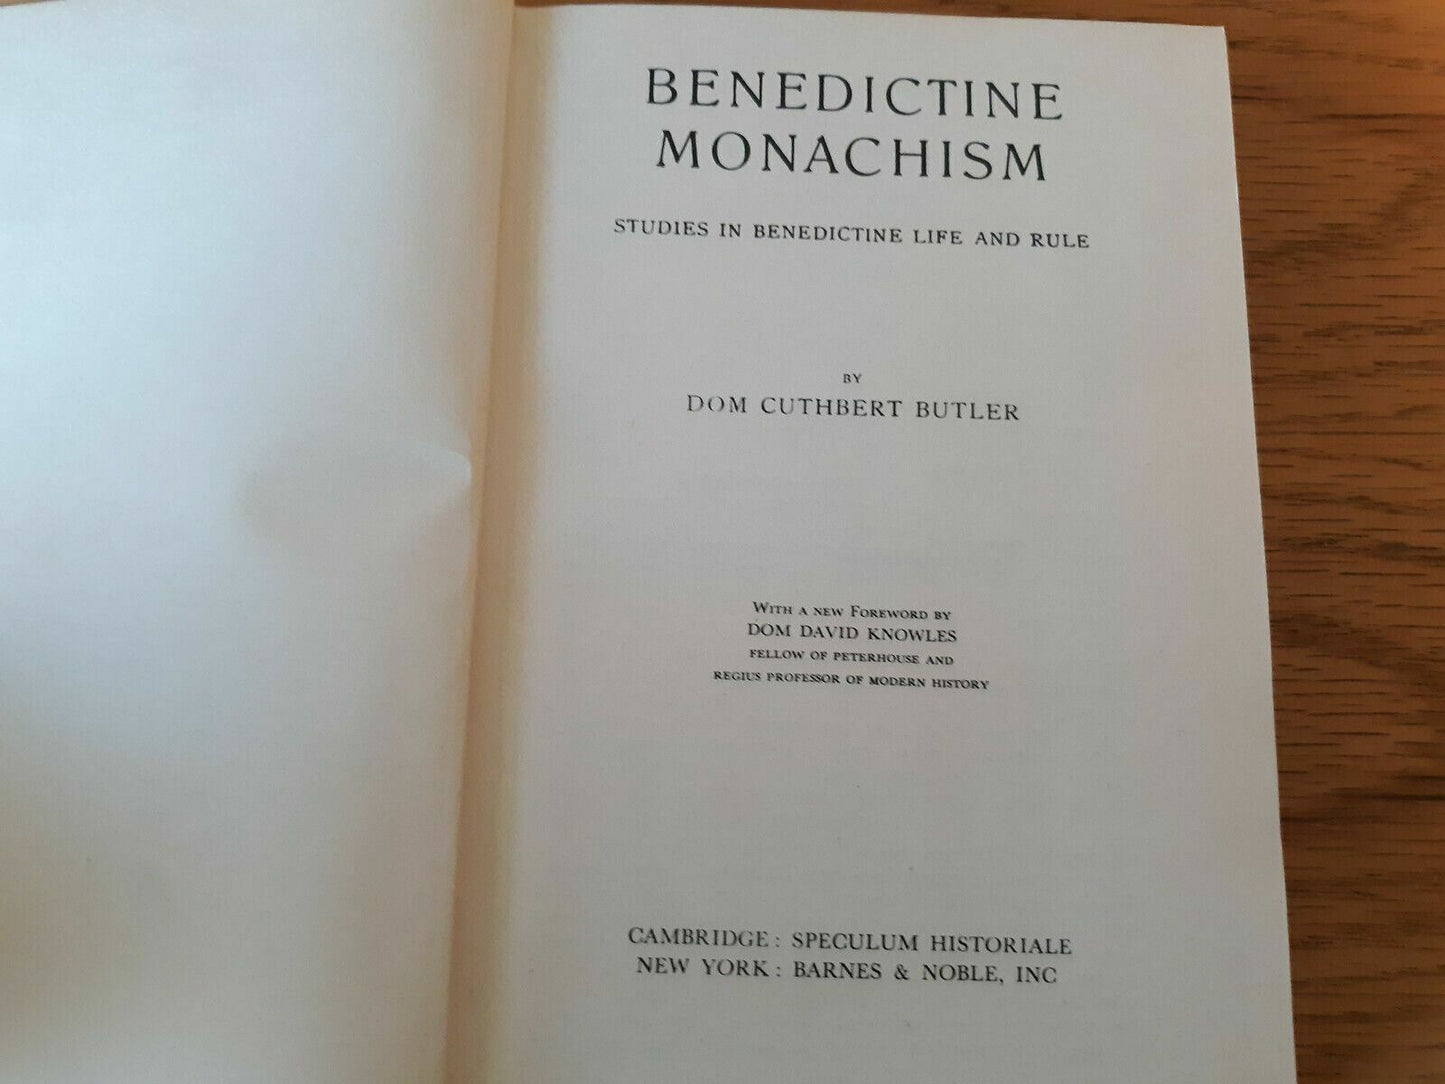 BENEDICTINE
MONACHISM
STUDIES IN BENEDICTINE LIFE AND RULE
BY
DOM CUTHBERT BUTLER
WITH A NEW FOREWORD BY
DOM DAVID KNOWLES
FELLOW OF PETERHOUSE AND
REGIUS PROFESSOR OF MODERN HISTORY
CAMBRIDGE : SPECULUM HISTORIALE
NEW YORK : BARNES & NOBLE, INC